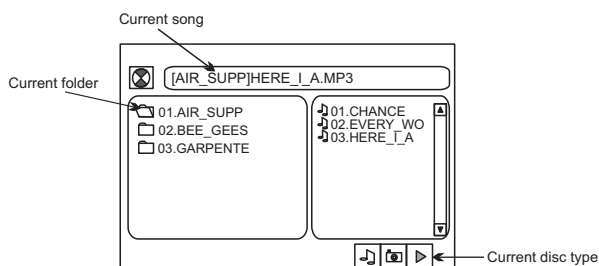 Current song
[AIR_SUPP]HERE_I_A.MP3
Current folder
01.AIR_SUPP
02.BEE_GEES
03.GARPENTE
01.CHANCE
02.EVERY_WO
03.HERE_I_A
Current disc type